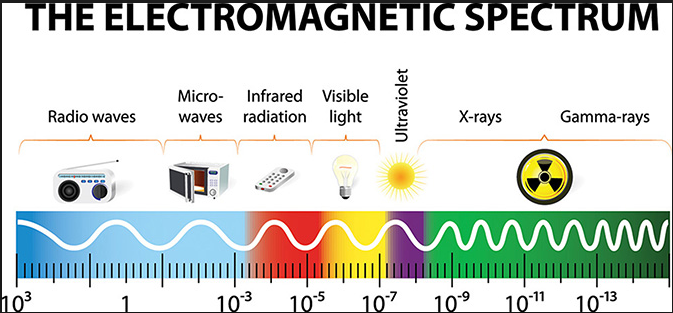 THE ELECTROMAGNETIC SPECTRUM
Radio waves
Micro-
waves
Infrared
radiation
Visible
light
Ultraviolet
X-rays
Gamma-rays
10³ 1 10⁻³ 10⁻⁵ 10⁻⁷ 10⁻⁹ 10⁻¹¹ 10⁻¹³